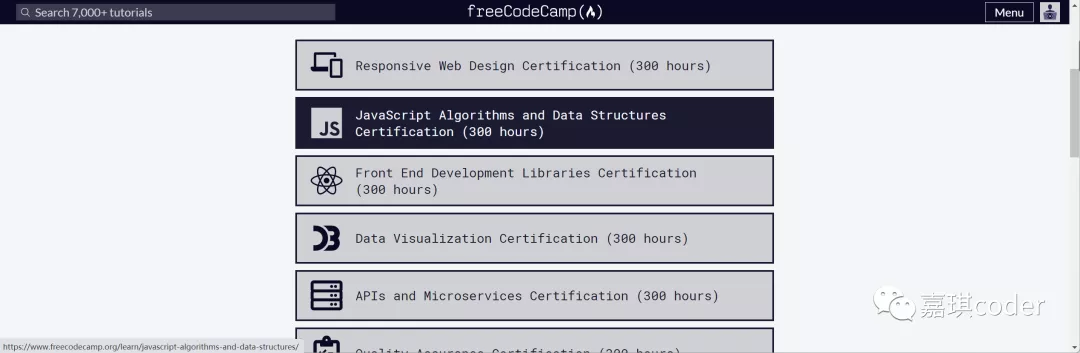 Search 7,000+ tutorials
freeCodeCamp(🔥)
Menu
Responsive Web Design Certification (300 hours)
JS
JavaScript Algorithms and Data Structures
Certification (300 hours)
Front End Development Libraries Certification
(300 hours)
Data Visualization Certification (300 hours)
APIs and Microservices Certification (300 hours)
Quality Assurance Certification (300 hours)
嘉琪coder
https://www.freecodecamp.org/learn/javascript-algorithms-and-data-structures/